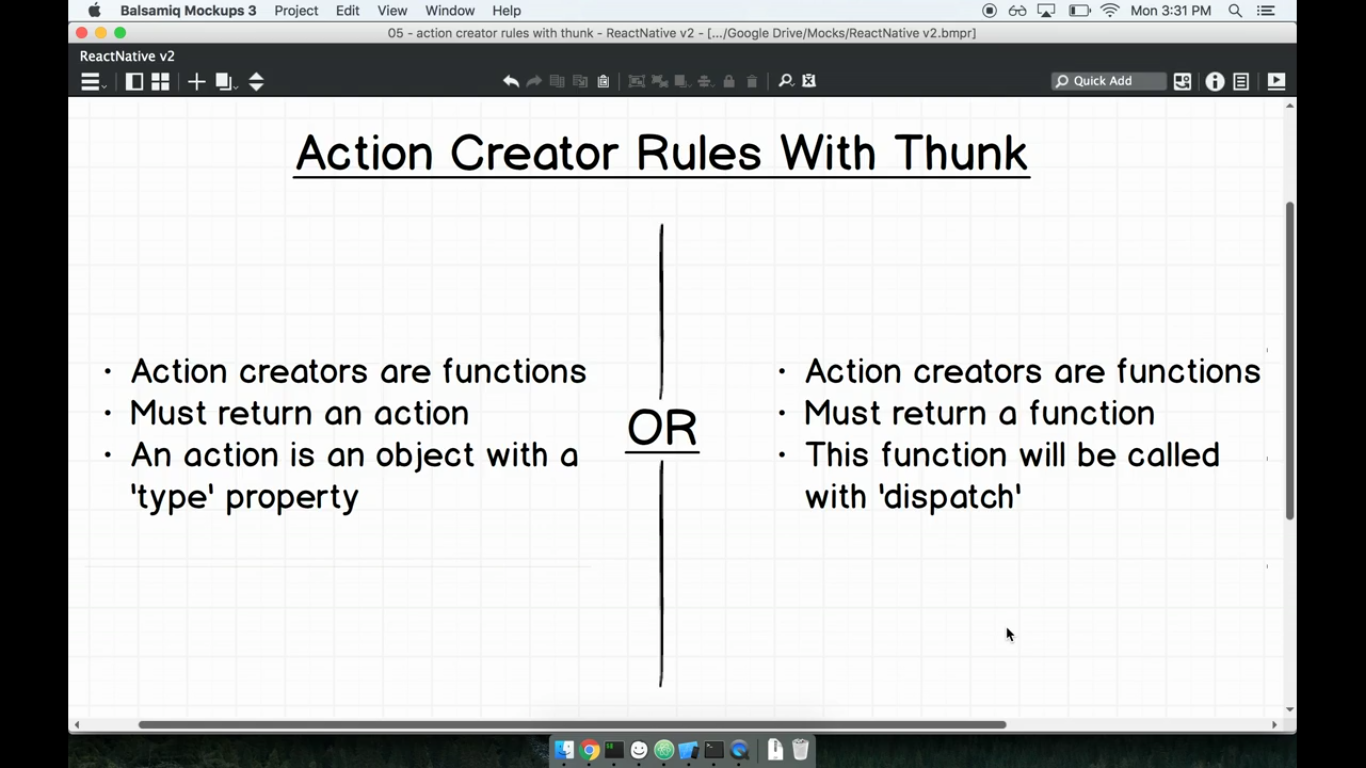 Balsamiq Mockups 3 Project Edit View Window Help Mon 3:31 PM
05 - action creator rules with thunk - ReactNative v2 - [.../Google Drive/Mocks/ReactNative v2.bmpr]
ReactNative v2
Quick Add
Action Creator Rules With Thunk
• Action creators are functions
• Must return an action
• An action is an object with a
'type' property
OR
• Action creators are functions
• Must return a function
• This function will be called
with 'dispatch'